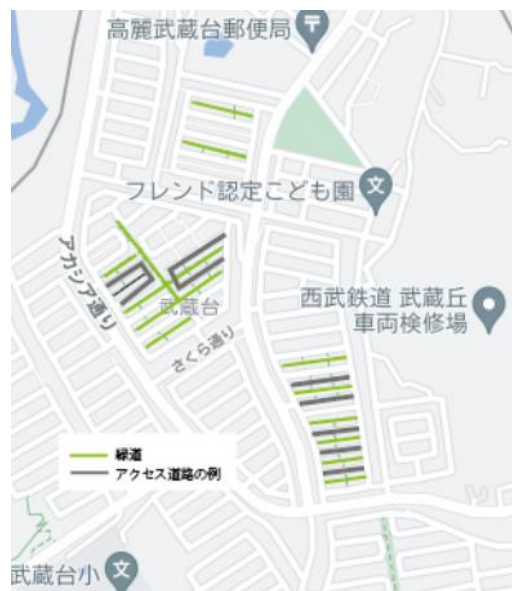 高麗武蔵台郵便局
フレンド認定こども園
文
アカシア通り
武蔵台
西武鉄道 武蔵丘
車両検修場
さくら通り
緑道
アクセス道路の例
武蔵台小
文